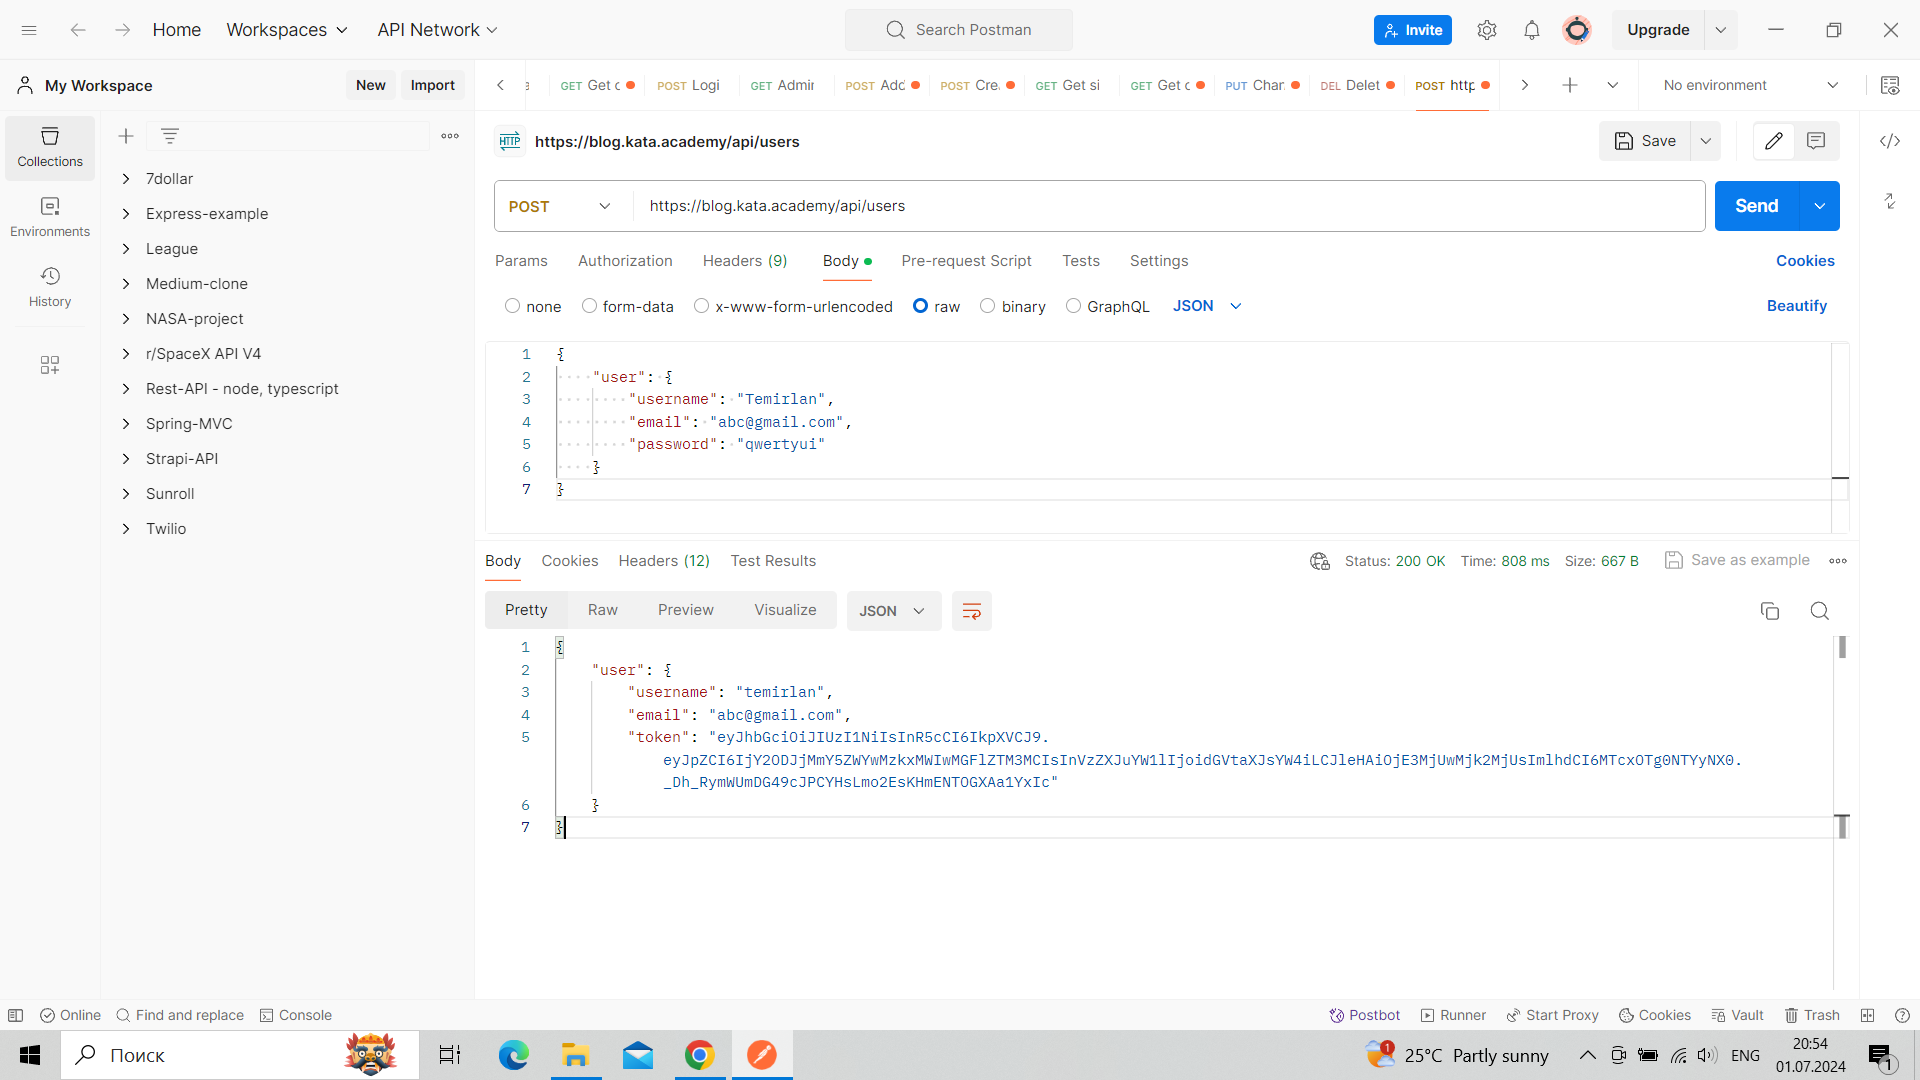 Home Workspaces API Network Search Postman Invite Upgrade
My Workspace New Import GET Get c POST Logi GET Admir POST Add POST Cre GET Get si GET Get c PUT Char DEL Delet POST http No environment
HTTP https://blog.kata.academy/api/users Save
Collections
Environments
History
7dollar
Express-example
League
Medium-clone
NASA-project
r/SpaceX API V4
Rest-API - node, typescript
Spring-MVC
Strapi-API
Sunroll
Twilio
POST https://blog.kata.academy/api/users Send
Params Authorization Headers (9) Body Pre-request Script Tests Settings Cookies
none form-data x-www-form-urlencoded raw binary GraphQL JSON Beautify
1 {
2 "user": {
3 "username": "Temirlan",
4 "email": "abc@gmail.com",
5 "password": "qwertyui"
6 }
7 }
Body Cookies Headers (12) Test Results Status: 200 OK Time: 808 ms Size: 667 B Save as example
Pretty Raw Preview Visualize JSON
1 {
2 "user": {
3 "username": "temirlan",
4 "email": "abc@gmail.com",
5 "token": "eyJhbGciOiJIUzI1NiIsInR5cCI6IkpXVCJ9.
eyJpZCI6IjY2ODJjMmY5ZWYwMzkxMWIwMGFlZTM3MCIsInVzZXJuYW1lIjoidGVtaXJsYW4iLCJleHAiOjE3MjUwMjk2MjUsImlhdCI6MTcxOTg0NTYyNX0.
_Dh_RymWUmDG49cJPCYHsLmo2EsKHmENTOGXAa1YxIc"
6 }
7 }
Online Find and replace Console Postbot Runner Start Proxy Cookies Vault Trash
Поиск 1 25°C Partly sunny ENG 20:54
01.07.2024 1